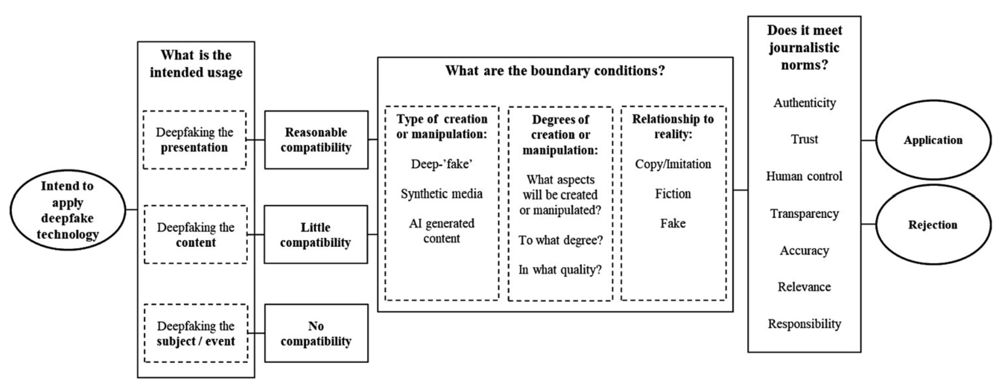 Intend to
apply
deepfake
technology
What is the
intended usage
Deepfaking the
presentation
Deepfaking the
content
Deepfaking the
subject / event
Reasonable
compatibility
Little
compatibility
No
compatibility
What are the boundary conditions?
Type of creation
or manipulation:
Deep-’fake’
Synthetic media
AI generated
content
Degrees of
creation or
manipulation:
What aspects
will be created
or manipulated?
To what degree?
In what quality?
Relationship to
reality:
Copy/Imitation
Fiction
Fake
Does it meet
journalistic
norms?
Authenticity
Trust
Human control
Transparency
Accuracy
Relevance
Responsibility
Application
Rejection